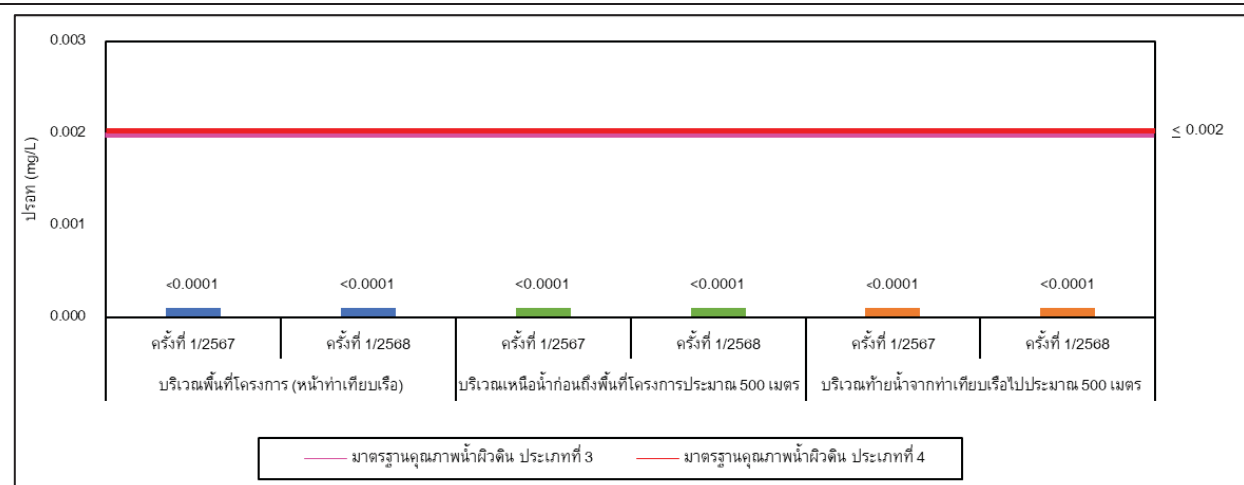 0.003
0.002
≤ 0.002
ปรอท (mg/L)
0.001
<0.0001 <0.0001 <0.0001 <0.0001 <0.0001 <0.0001
0.000
ครั้งที่ 1/2567 ครั้งที่ 1/2568 ครั้งที่ 1/2567 ครั้งที่ 1/2568 ครั้งที่ 1/2567 ครั้งที่ 1/2568
บริเวณพื้นที่โครงการ (หน้าท่าเทียบเรือ) บริเวณเหนือน้ำก่อนถึงพื้นที่โครงการประมาณ 500 เมตร บริเวณท้ายน้ำจากท่าเทียบเรือไปประมาณ 500 เมตร
มาตรฐานคุณภาพน้ำผิวดิน ประเภทที่ 3 มาตรฐานคุณภาพน้ำผิวดิน ประเภทที่ 4